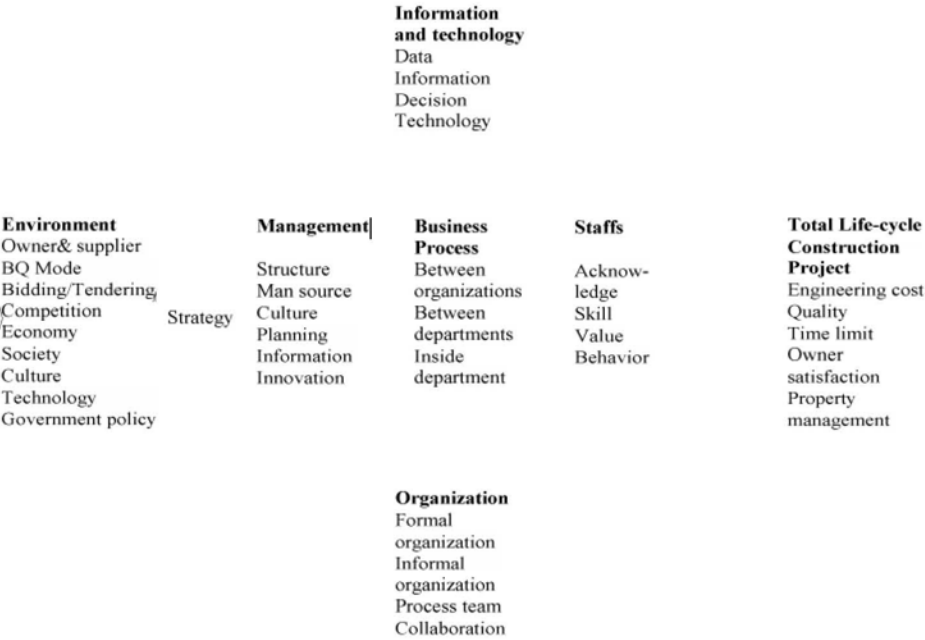 Information
and technology
Data
Information
Decision
Technology
Environment
Owner& supplier
BQ Mode
Bidding/Tendering
Competition
Economy
Society
Culture
Technology
Government policy
Strategy
Management
Structure
Man source
Culture
Planning
Information
Innovation
Business
Process
Between
organizations
Between
departments
Inside
department
Staffs
Acknow-
ledge
Skill
Value
Behavior
Total Life-cycle
Construction
Project
Engineering cost
Quality
Time limit
Owner
satisfaction
Property
management
Organization
Formal
organization
Informal
organization
Process team
Collaboration